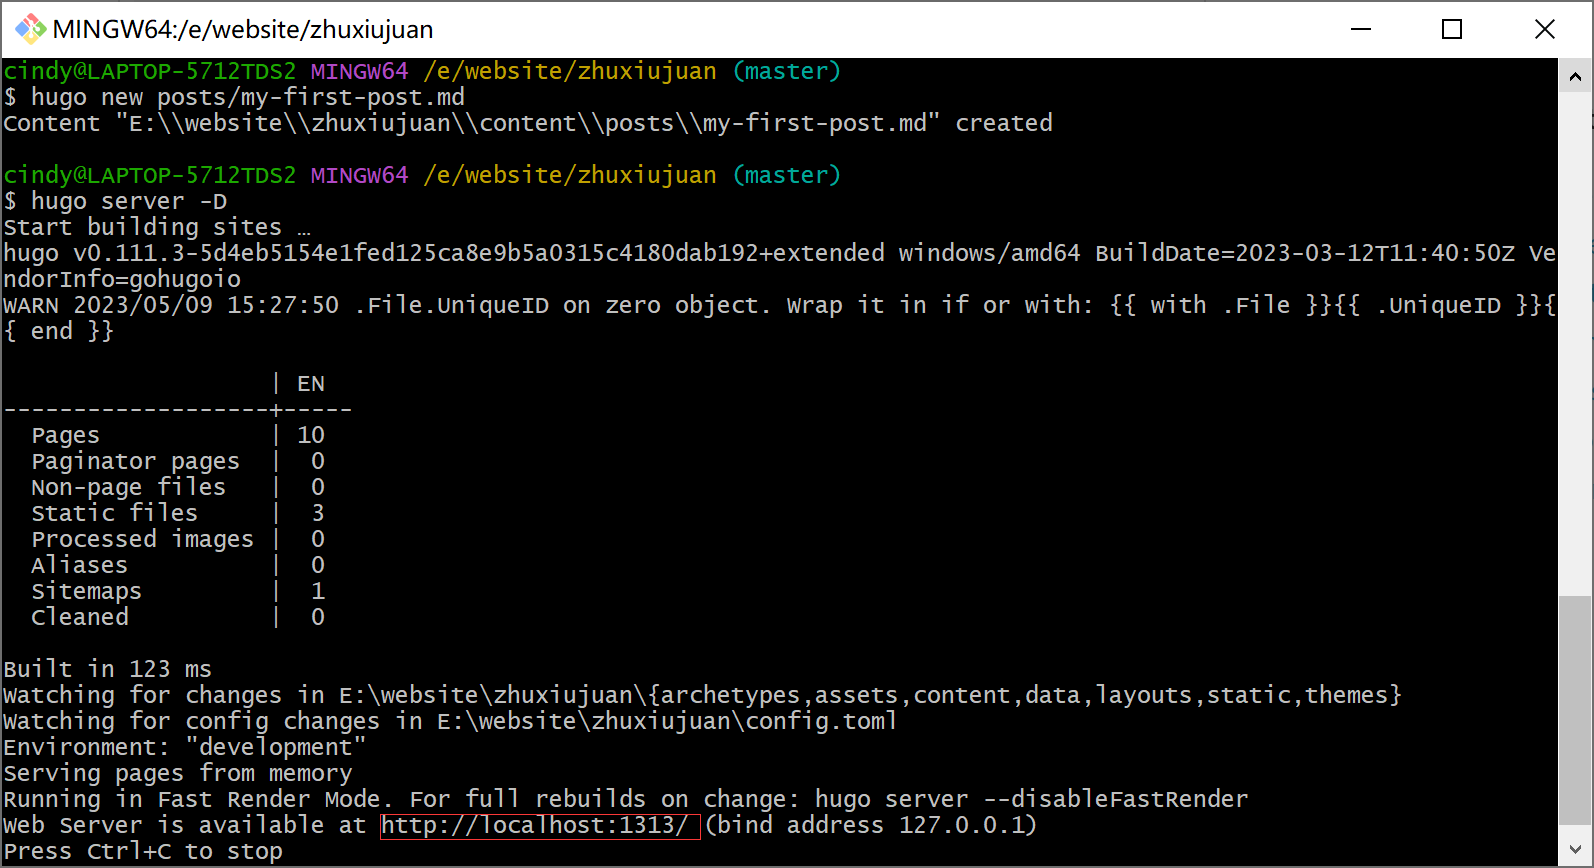 MINGW64:/e/website/zhuxiujuan
cindy@LAPTOP-5712TDS2 MINGW64 /e/website/zhuxiujuan (master)
$ hugo new posts/my-first-post.md
Content "E:\\website\\zhuxiujuan\\content\\posts\\my-first-post.md" created
cindy@LAPTOP-5712TDS2 MINGW64 /e/website/zhuxiujuan (master)
$ hugo server -D
Start building sites …
hugo v0.111.3-5d4eb5154e1fed125ca8e9b5a0315c4180dab192+extended windows/amd64 BuildDate=2023-03-12T11:40:50Z Ve
ndorInfo=gohugoio
WARN 2023/05/09 15:27:50 .File.UniqueID on zero object. Wrap it in if or with: {{ with .File }}{{ .UniqueID }}{
{ end }}
                   | EN
-------------------+-----
  Pages            | 10
  Paginator pages  |  0
  Non-page files   |  0
  Static files     |  3
  Processed images |  0
  Aliases          |  0
  Sitemaps         |  1
  Cleaned          |  0
Built in 123 ms
Watching for changes in E:\website\zhuxiujuan\{archetypes,assets,content,data,layouts,static,themes}
Watching for config changes in E:\website\zhuxiujuan\config.toml
Environment: "development"
Serving pages from memory
Running in Fast Render Mode. For full rebuilds on change: hugo server --disableFastRender
Web Server is available at http://localhost:1313/ (bind address 127.0.0.1)
Press Ctrl+C to stop